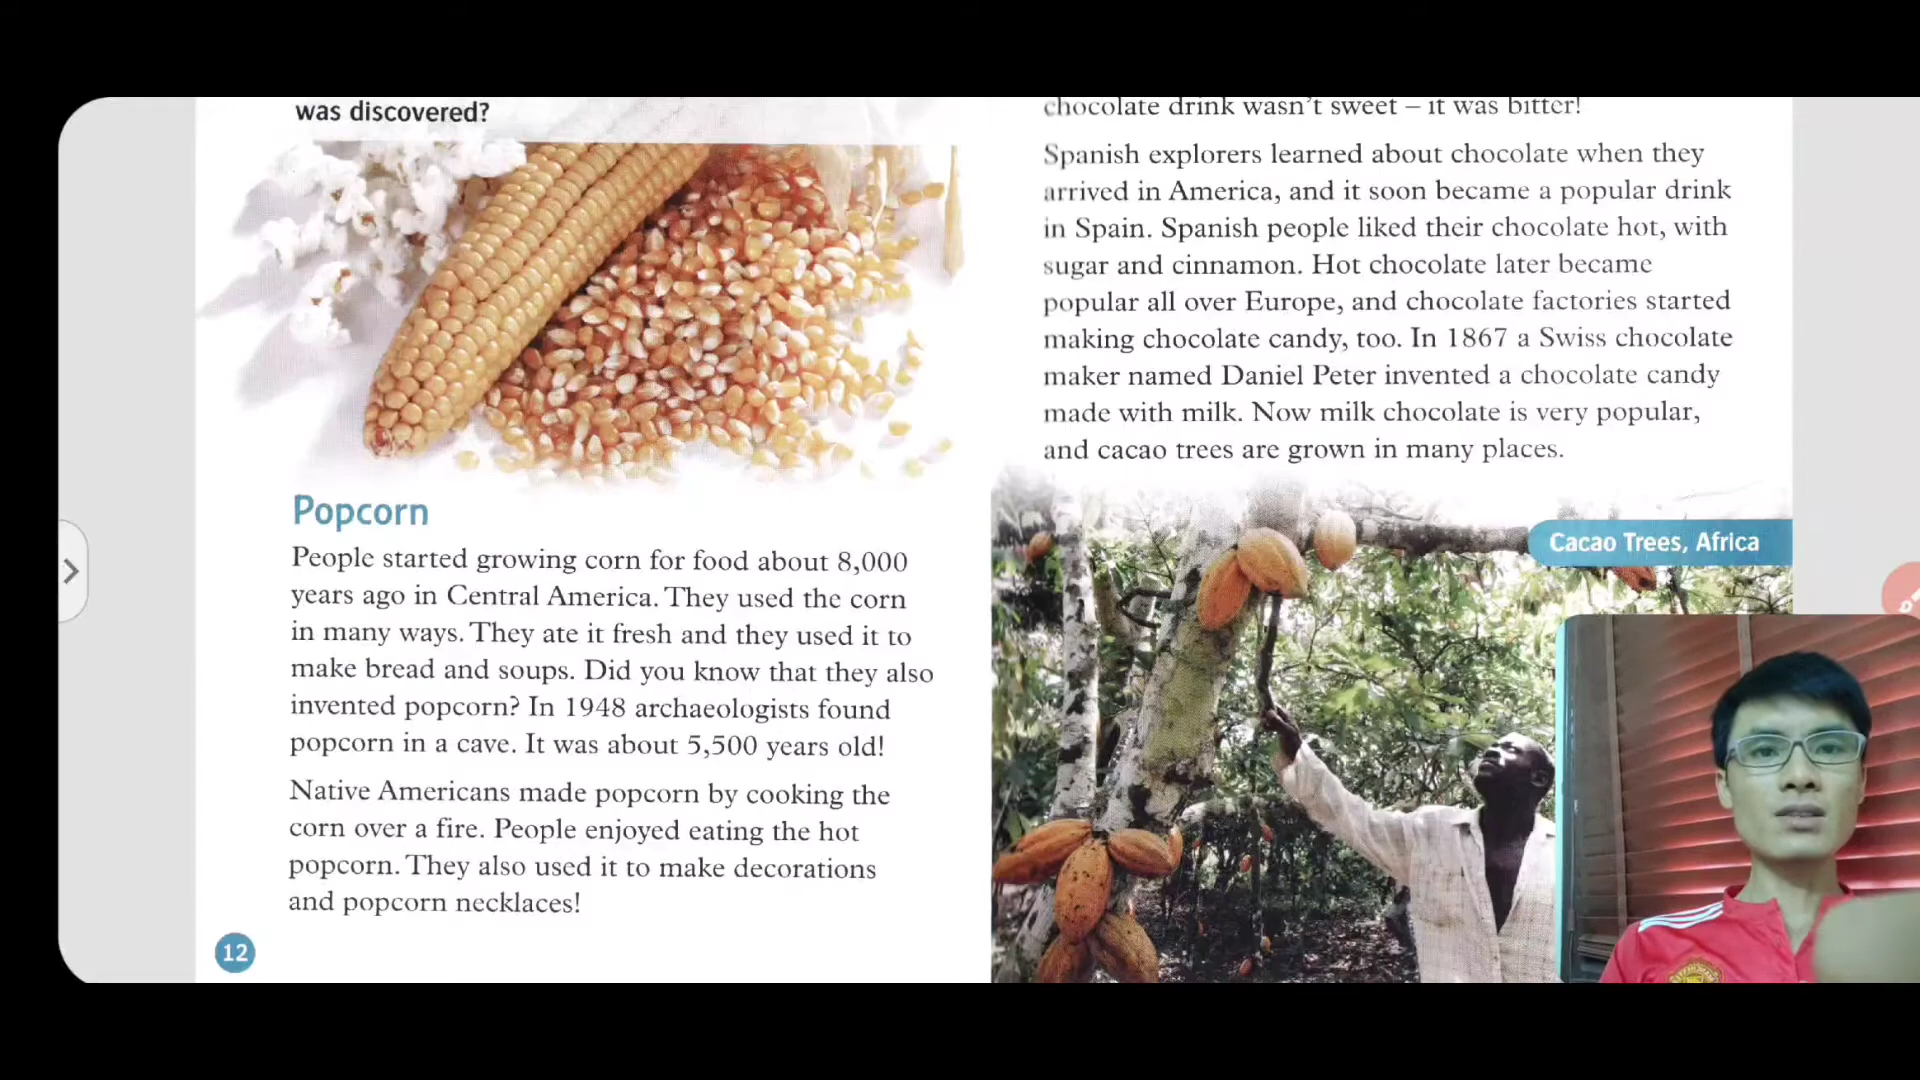 was discovered?
Popcorn
People started growing corn for food about 8,000
years ago in Central America. They used the corn
in many ways. They ate it fresh and they used it to
make bread and soups. Did you know that they also
invented popcorn? In 1948 archaeologists found
popcorn in a cave. It was about 5,500 years old!
Native Americans made popcorn by cooking the
corn over a fire. People enjoyed eating the hot
popcorn. They also used it to make decorations
and popcorn necklaces!
12
chocolate drink wasn't sweet – it was bitter!
Spanish explorers learned about chocolate when they
arrived in America, and it soon became a popular drink
in Spain. Spanish people liked their chocolate hot, with
sugar and cinnamon. Hot chocolate later became
popular all over Europe, and chocolate factories started
making chocolate candy, too. In 1867 a Swiss chocolate
maker named Daniel Peter invented a chocolate candy
made with milk. Now milk chocolate is very popular,
and cacao trees are grown in many places.
Cacao Trees, Africa